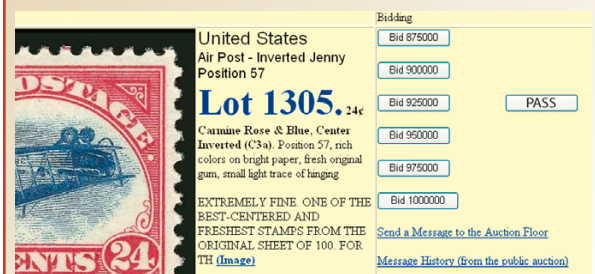 Bidding
United States
Air Post - Inverted Jenny
Position 57
Lot 1305. 24¢
Carmine Rose & Blue, Center
Inverted (C3a). Position 57, rich
colors on bright paper, fresh original
gum, small light trace of hinging
EXTREMELY FINE. ONE OF THE
BEST-CENTERED AND
FRESHEST STAMPS FROM THE
ORIGINAL SHEET OF 100. FOR
TH (Image)
Bid 875000
Bid 900000
Bid 925000
PASS
Bid 950000
Bid 975000
Bid 1000000
Send a Message to the Auction Floor
Message History (from the public auction)
OSTAGE
ENTS 24